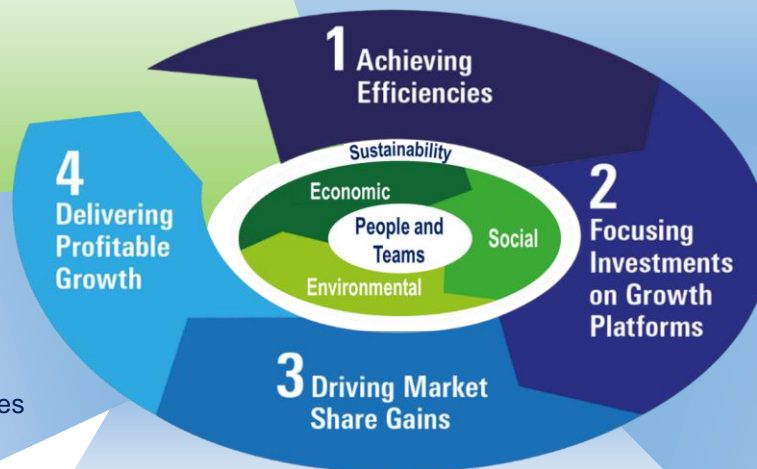 1 Achieving
Efficiencies
2
Focusing
Investments
on Growth
Platforms
3 Driving Market
Share Gains
4
Delivering
Profitable
Growth
Sustainability
Economic
Social
Environmental
People and
Teams